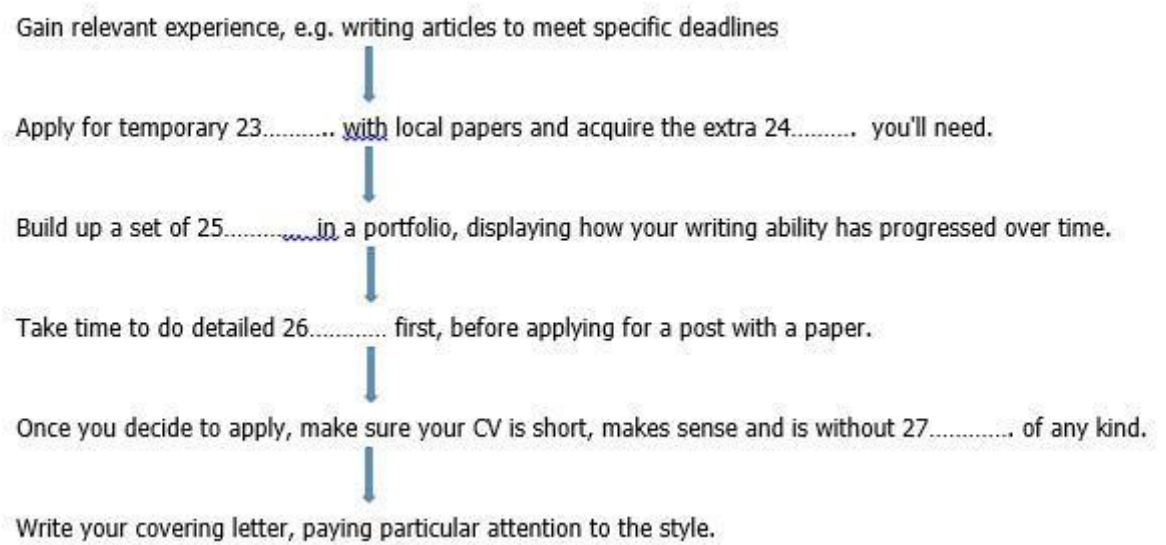 Gain relevant experience, e.g. writing articles to meet specific deadlines
Apply for temporary 23........... with local papers and acquire the extra 24.......... you'll need.
Build up a set of 25...............in a portfolio, displaying how your writing ability has progressed over time.
Take time to do detailed 26............ first, before applying for a post with a paper.
Once you decide to apply, make sure your CV is short, makes sense and is without 27............. of any kind.
Write your covering letter, paying particular attention to the style.